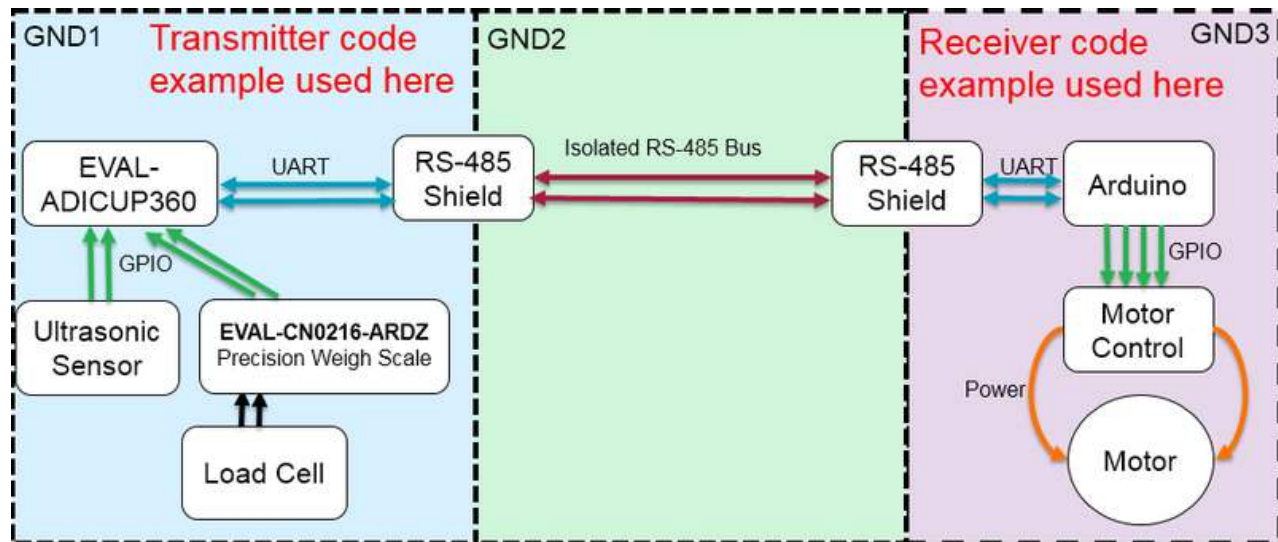 GND1
Transmitter code
example used here
GND2
Receiver code
example used here
GND3
EVAL-
ADICUP360
UART
RS-485
Shield
Isolated RS-485 Bus
RS-485
Shield
UART
Arduino
GPIO
GPIO
Ultrasonic
Sensor
EVAL-CN0216-ARDZ
Precision Weigh Scale
Motor
Control
Power
Load Cell
Motor